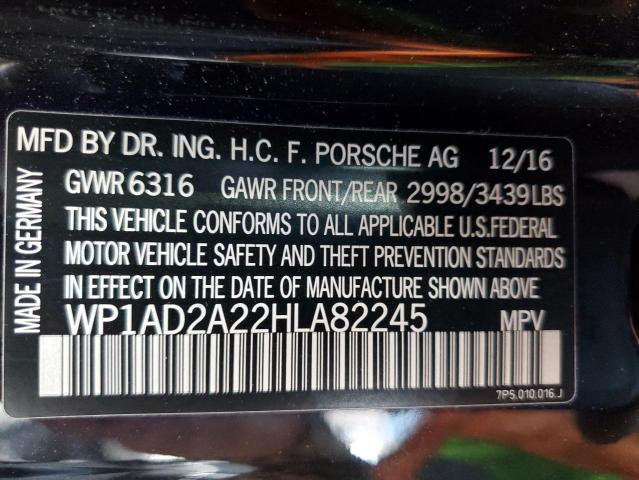 MFD BY DR. ING. H.C. F. PORSCHE AG 12/16
GVWR 6316 GAWR FRONT/REAR 2998/3439 LBS
THIS VEHICLE CONFORMS TO ALL APPLICABLE U.S. FEDERAL
MOTOR VEHICLE SAFETY AND THEFT PREVENTION STANDARDS
IN EFFECT ON THE DATE OF MANUFACTURE SHOWN ABOVE
WP1AD2A22HLA82245 MPV
7P5.010.016.J
MADE IN GERMANY